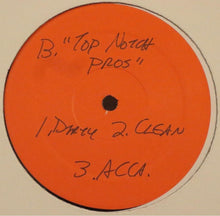 B. "TOP NOTCH
PROS"
1. DIRTY 2. CLEAN
3. ACCA.